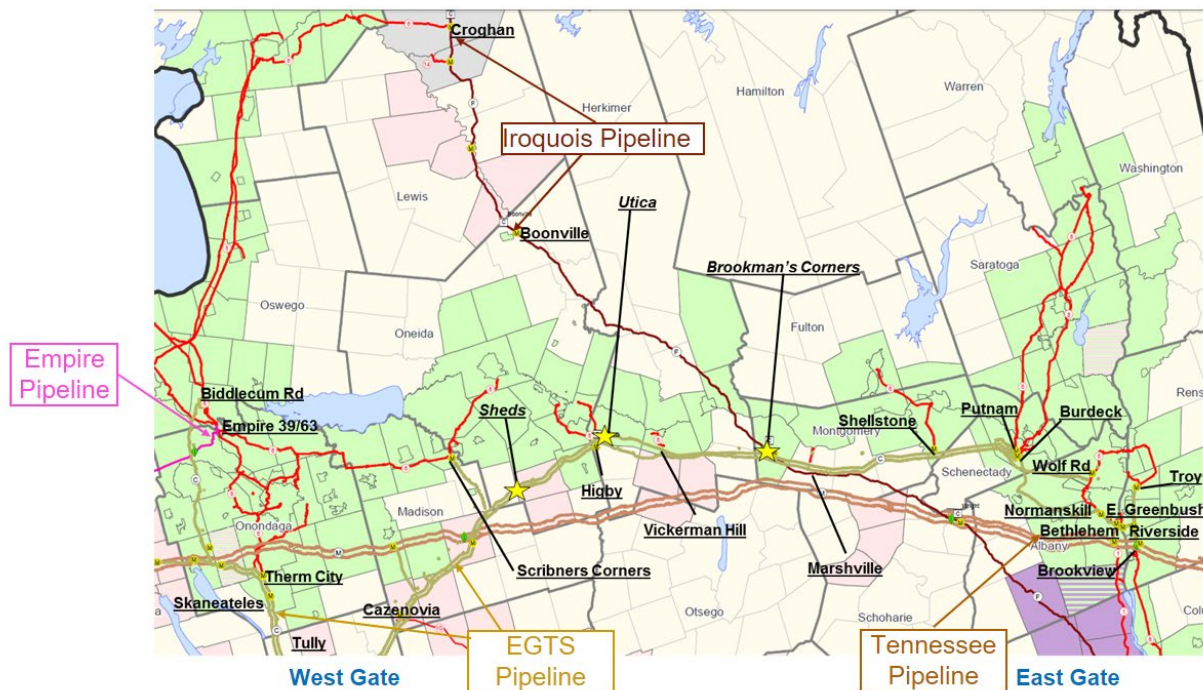 Croghan
Herkimer
Hamilton
Warren
Washington
Iroquois Pipeline
Lewis
Utica
Boonville
Brookman's Corners
Saratoga
Oswego
Oneida
Fulton
Empire
Pipeline
Biddlecum Rd
Empire 39/63
Sheds
Shellstone
Putnam
Burdeck
Montgomery
Schenectady
Wolf Rd
Troy
Higby
Madison
Onondaga
Vickerman Hill
Normanskill
E. Greenbush
Bethlehem
Riverside
Albany
Therm City
Scribners Corners
Marshville
Brookview
Skaneateles
Cazenovia
Otsego
Schoharie
Tully
EGTS
Pipeline
Tennessee
Pipeline
West Gate
East Gate